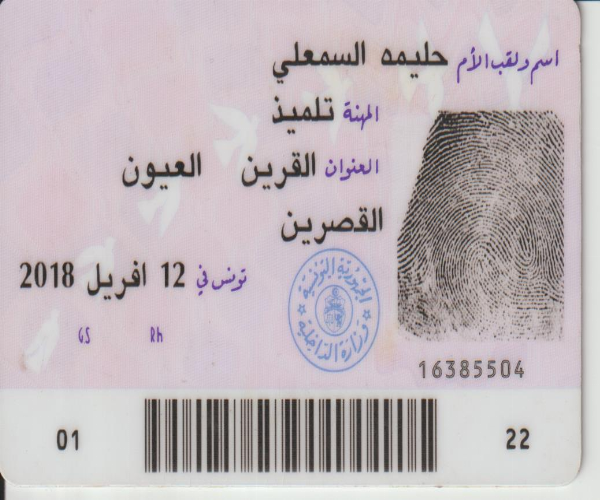 اسم ولقب الأم حليمه السمعلي
المهنة تلميذ
العنوان القرين العيون
القصرين
تونس في 12 افريل 2018
الجمهورية التونسية
وزارة الداخلية
GS Rh
16385504
01 22